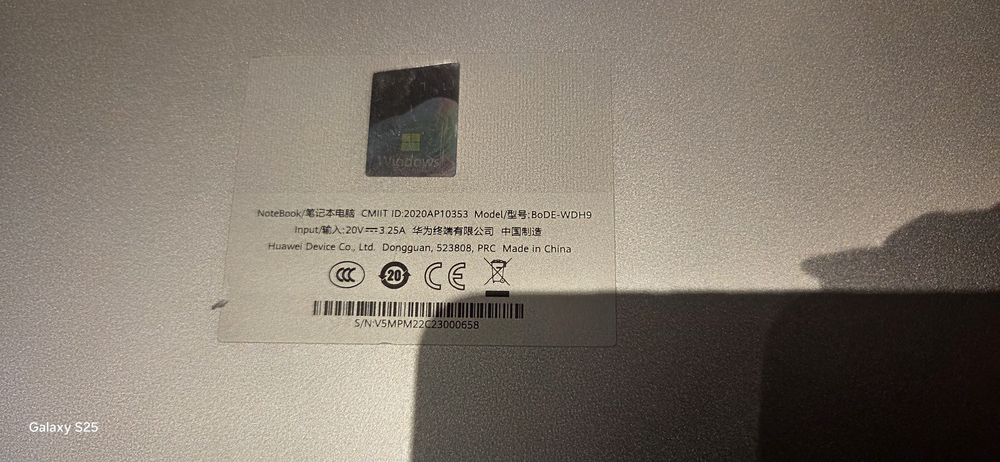 Windows
NoteBook/笔记本电脑 CMIIT ID:2020AP10353 Model/型号:BoDE-WDH9
Input/输入:20V⎓3.25A 华为终端有限公司 中国制造
Huawei Device Co., Ltd. Dongguan, 523808, PRC Made in China
CCC 20 CE
S/N:V5MPM22C23000658
Galaxy S25